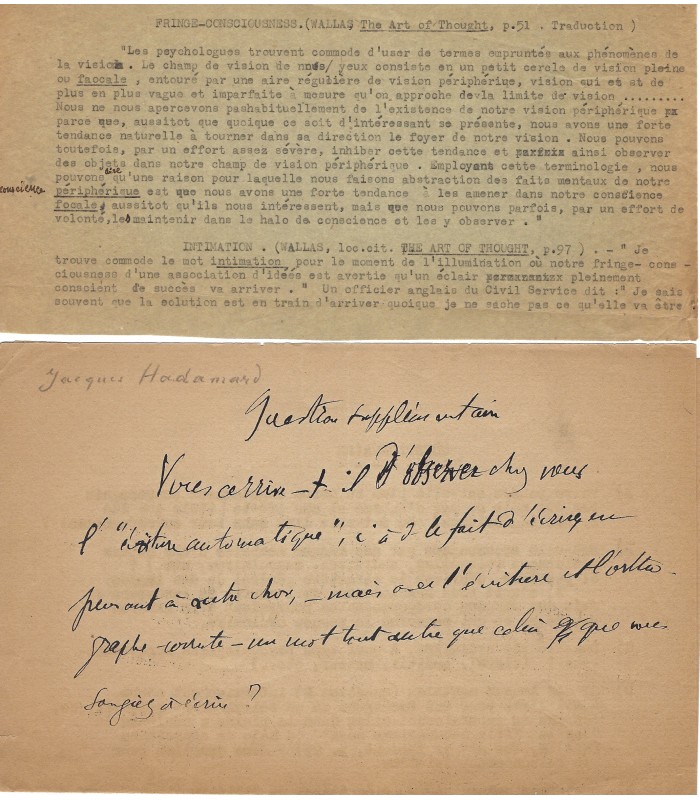 FRINGE-CONSCIOUSNESS.(WALLAS, The Art of Thought, p.51 . Traduction )
"Les psychologues trouvent commode d'user de termes empruntés aux phénomènes de
la vision. Le champ de vision de nos/ yeux consiste en un petit cercle de vision pleine
ou faocale , entouré par une aire régulière de vision périphérique, vision qui et st de
plus en plus vague et imparfaite à mesure qu'on approche de la limite de vision .........
Nous ne nous apercevons pashabituellement de l'existence de notre vision périphérique
parce que, aussitot que quoique ce soit d'intéressant se présente, nous avons une forte
tendance naturelle à tourner dans sa direction le foyer de notre vision . Nous pouvons
toutefois, par un effort assez sévère, inhiber cette tendance et ainsi observer
des objets dans notre champ de vision périphérique . Employant cette terminologie , nous
pouvons dire qu'une raison pour laquelle nous faisons abstraction des faits mentaux de notre
conscience périphérique est que nous avons une forte tendance à les amener dans notre conscience
focale, aussitot qu'ils nous intéressent, mais que nous pouvons parfois, par un effort de
volonté,les maintenir dans le halo de conscience et les y observer . "
INTIMATION . (WALLAS, loc.cit. THE ART OF THOUGHT, p.97 ) . - " Je
trouve commode le mot intimation pour le moment de l'illumination où notre fringe- cons -
ciousness d'une association d'idées est avertie qu'un éclair pleinement
conscient de succès va arriver . " Un officier anglais du Civil Service dit :" Je sais
souvent que la solution est en train d'arriver quoique je ne sache pas ce qu'elle va être
Jacques Hadamard
Question supplémentaire
Vous arrive-t-il d'observer chez vous
l'"écriture automatique", c à d le fait d'écrire en
pensant à autre chose, - mais avec l'écriture et l'ortho-
graphe correcte - un mot tout autre que celui que vous
songiez à écrire ?